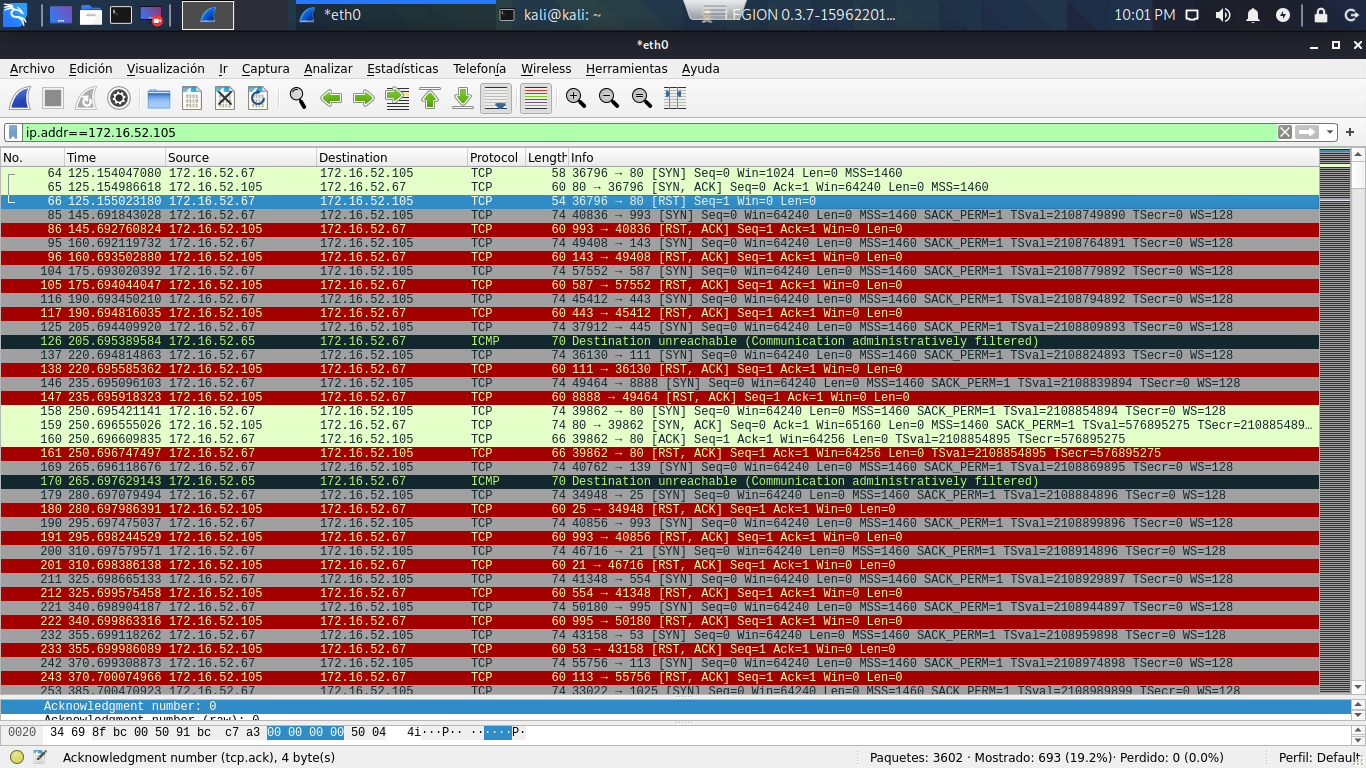 *eth0 kali@kali: ~ LEGION 0.3.7-15962201... 10:01 PM
*eth0
Archivo Edición Visualización Ir Captura Analizar Estadísticas Telefonía Wireless Herramientas Ayuda
ip.addr==172.16.52.105
No. Time Source Destination Protocol Length Info
64 125.154047080 172.16.52.67 172.16.52.105 TCP 58 36796 → 80 [SYN] Seq=0 Win=1024 Len=0 MSS=1460
65 125.154986618 172.16.52.105 172.16.52.67 TCP 60 80 → 36796 [SYN, ACK] Seq=0 Ack=1 Win=64240 Len=0 MSS=1460
66 125.155023180 172.16.52.67 172.16.52.105 TCP 54 36796 → 80 [RST] Seq=1 Win=0 Len=0
85 145.691843028 172.16.52.67 172.16.52.105 TCP 74 40836 → 993 [SYN] Seq=0 Win=64240 Len=0 MSS=1460 SACK_PERM=1 TSval=2108749890 TSecr=0 WS=128
86 145.692760824 172.16.52.105 172.16.52.67 TCP 60 993 → 40836 [RST, ACK] Seq=1 Ack=1 Win=0 Len=0
95 160.692119732 172.16.52.67 172.16.52.105 TCP 74 49408 → 143 [SYN] Seq=0 Win=64240 Len=0 MSS=1460 SACK_PERM=1 TSval=2108764891 TSecr=0 WS=128
96 160.693502880 172.16.52.105 172.16.52.67 TCP 60 143 → 49408 [RST, ACK] Seq=1 Ack=1 Win=0 Len=0
104 175.693020392 172.16.52.67 172.16.52.105 TCP 74 57552 → 587 [SYN] Seq=0 Win=64240 Len=0 MSS=1460 SACK_PERM=1 TSval=2108779892 TSecr=0 WS=128
105 175.694044047 172.16.52.105 172.16.52.67 TCP 60 587 → 57552 [RST, ACK] Seq=1 Ack=1 Win=0 Len=0
116 190.693450210 172.16.52.67 172.16.52.105 TCP 74 45412 → 443 [SYN] Seq=0 Win=64240 Len=0 MSS=1460 SACK_PERM=1 TSval=2108794892 TSecr=0 WS=128
117 190.694816035 172.16.52.105 172.16.52.67 TCP 60 443 → 45412 [RST, ACK] Seq=1 Ack=1 Win=0 Len=0
125 205.694409920 172.16.52.67 172.16.52.105 TCP 74 37912 → 445 [SYN] Seq=0 Win=64240 Len=0 MSS=1460 SACK_PERM=1 TSval=2108809893 TSecr=0 WS=128
126 205.695389584 172.16.52.65 172.16.52.67 ICMP 70 Destination unreachable (Communication administratively filtered)
137 220.694814863 172.16.52.67 172.16.52.105 TCP 74 36130 → 111 [SYN] Seq=0 Win=64240 Len=0 MSS=1460 SACK_PERM=1 TSval=2108824893 TSecr=0 WS=128
138 220.695585362 172.16.52.105 172.16.52.67 TCP 60 111 → 36130 [RST, ACK] Seq=1 Ack=1 Win=0 Len=0
146 235.695096103 172.16.52.67 172.16.52.105 TCP 74 49464 → 8888 [SYN] Seq=0 Win=64240 Len=0 MSS=1460 SACK_PERM=1 TSval=2108839894 TSecr=0 WS=128
147 235.695918323 172.16.52.105 172.16.52.67 TCP 60 8888 → 49464 [RST, ACK] Seq=1 Ack=1 Win=0 Len=0
158 250.695421141 172.16.52.67 172.16.52.105 TCP 74 39862 → 80 [SYN] Seq=0 Win=64240 Len=0 MSS=1460 SACK_PERM=1 TSval=2108854894 TSecr=0 WS=128
159 250.696555026 172.16.52.105 172.16.52.67 TCP 74 80 → 39862 [SYN, ACK] Seq=0 Ack=1 Win=65160 Len=0 MSS=1460 SACK_PERM=1 TSval=576895275 TSecr=210885489...
160 250.696609835 172.16.52.67 172.16.52.105 TCP 66 39862 → 80 [ACK] Seq=1 Ack=1 Win=64256 Len=0 TSval=2108854895 TSecr=576895275
161 250.696747497 172.16.52.67 172.16.52.105 TCP 66 39862 → 80 [RST, ACK] Seq=1 Ack=1 Win=64256 Len=0 TSval=2108854895 TSecr=576895275
169 265.696118676 172.16.52.67 172.16.52.105 TCP 74 40762 → 139 [SYN] Seq=0 Win=64240 Len=0 MSS=1460 SACK_PERM=1 TSval=2108869895 TSecr=0 WS=128
170 265.697629143 172.16.52.65 172.16.52.67 ICMP 70 Destination unreachable (Communication administratively filtered)
179 280.697079494 172.16.52.67 172.16.52.105 TCP 74 34948 → 25 [SYN] Seq=0 Win=64240 Len=0 MSS=1460 SACK_PERM=1 TSval=2108884896 TSecr=0 WS=128
180 280.697986391 172.16.52.105 172.16.52.67 TCP 60 25 → 34948 [RST, ACK] Seq=1 Ack=1 Win=0 Len=0
190 295.697475037 172.16.52.67 172.16.52.105 TCP 74 40856 → 993 [SYN] Seq=0 Win=64240 Len=0 MSS=1460 SACK_PERM=1 TSval=2108899896 TSecr=0 WS=128
191 295.698244529 172.16.52.105 172.16.52.67 TCP 60 993 → 40856 [RST, ACK] Seq=1 Ack=1 Win=0 Len=0
200 310.697579571 172.16.52.67 172.16.52.105 TCP 74 46716 → 21 [SYN] Seq=0 Win=64240 Len=0 MSS=1460 SACK_PERM=1 TSval=2108914896 TSecr=0 WS=128
201 310.698386138 172.16.52.105 172.16.52.67 TCP 60 21 → 46716 [RST, ACK] Seq=1 Ack=1 Win=0 Len=0
211 325.698665133 172.16.52.67 172.16.52.105 TCP 74 41348 → 554 [SYN] Seq=0 Win=64240 Len=0 MSS=1460 SACK_PERM=1 TSval=2108929897 TSecr=0 WS=128
212 325.699575458 172.16.52.105 172.16.52.67 TCP 60 554 → 41348 [RST, ACK] Seq=1 Ack=1 Win=0 Len=0
221 340.698904187 172.16.52.67 172.16.52.105 TCP 74 50180 → 995 [SYN] Seq=0 Win=64240 Len=0 MSS=1460 SACK_PERM=1 TSval=2108944897 TSecr=0 WS=128
222 340.699863316 172.16.52.105 172.16.52.67 TCP 60 995 → 50180 [RST, ACK] Seq=1 Ack=1 Win=0 Len=0
232 355.699118262 172.16.52.67 172.16.52.105 TCP 74 43158 → 53 [SYN] Seq=0 Win=64240 Len=0 MSS=1460 SACK_PERM=1 TSval=2108959898 TSecr=0 WS=128
233 355.699986089 172.16.52.105 172.16.52.67 TCP 60 53 → 43158 [RST, ACK] Seq=1 Ack=1 Win=0 Len=0
242 370.699308873 172.16.52.67 172.16.52.105 TCP 74 55756 → 113 [SYN] Seq=0 Win=64240 Len=0 MSS=1460 SACK_PERM=1 TSval=2108974898 TSecr=0 WS=128
243 370.700074966 172.16.52.105 172.16.52.67 TCP 60 113 → 55756 [RST, ACK] Seq=1 Ack=1 Win=0 Len=0
253 385.700470923 172.16.52.67 172.16.52.105 TCP 74 33022 → 1025 [SYN] Seq=0 Win=64240 Len=0 MSS=1460 SACK_PERM=1 TSval=2108989899 TSecr=0 WS=128
Acknowledgment number: 0
Acknowledgment number (raw): 0
0020 34 69 8f bc 00 50 91 bc c7 a3 00 00 00 00 50 04 4i···P·· ······P·
Acknowledgment number (tcp.ack), 4 byte(s) Paquetes: 3602 · Mostrado: 693 (19.2%)· Perdido: 0 (0.0%) Perfil: Default